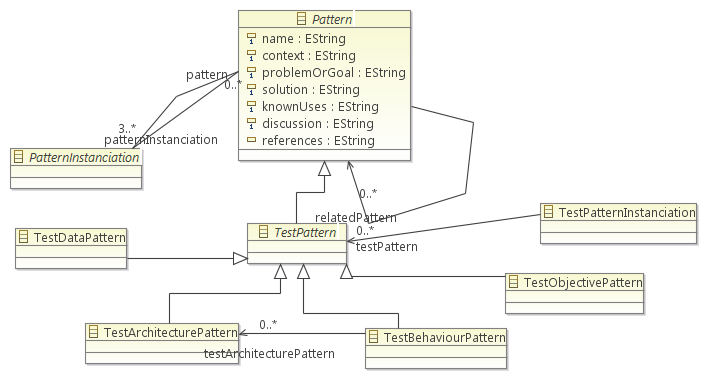 Pattern
name : EString
context : EString
problemOrGoal : EString
solution : EString
knownUses : EString
discussion : EString
references : EString
pattern
0..*
3..*
patternInstanciation
PatternInstanciation
0..*
relatedPattern
TestPattern
0..*
testPattern
TestPatternInstanciation
TestDataPattern
TestObjectivePattern
TestArchitecturePattern
0..*
testArchitecturePattern
TestBehaviourPattern